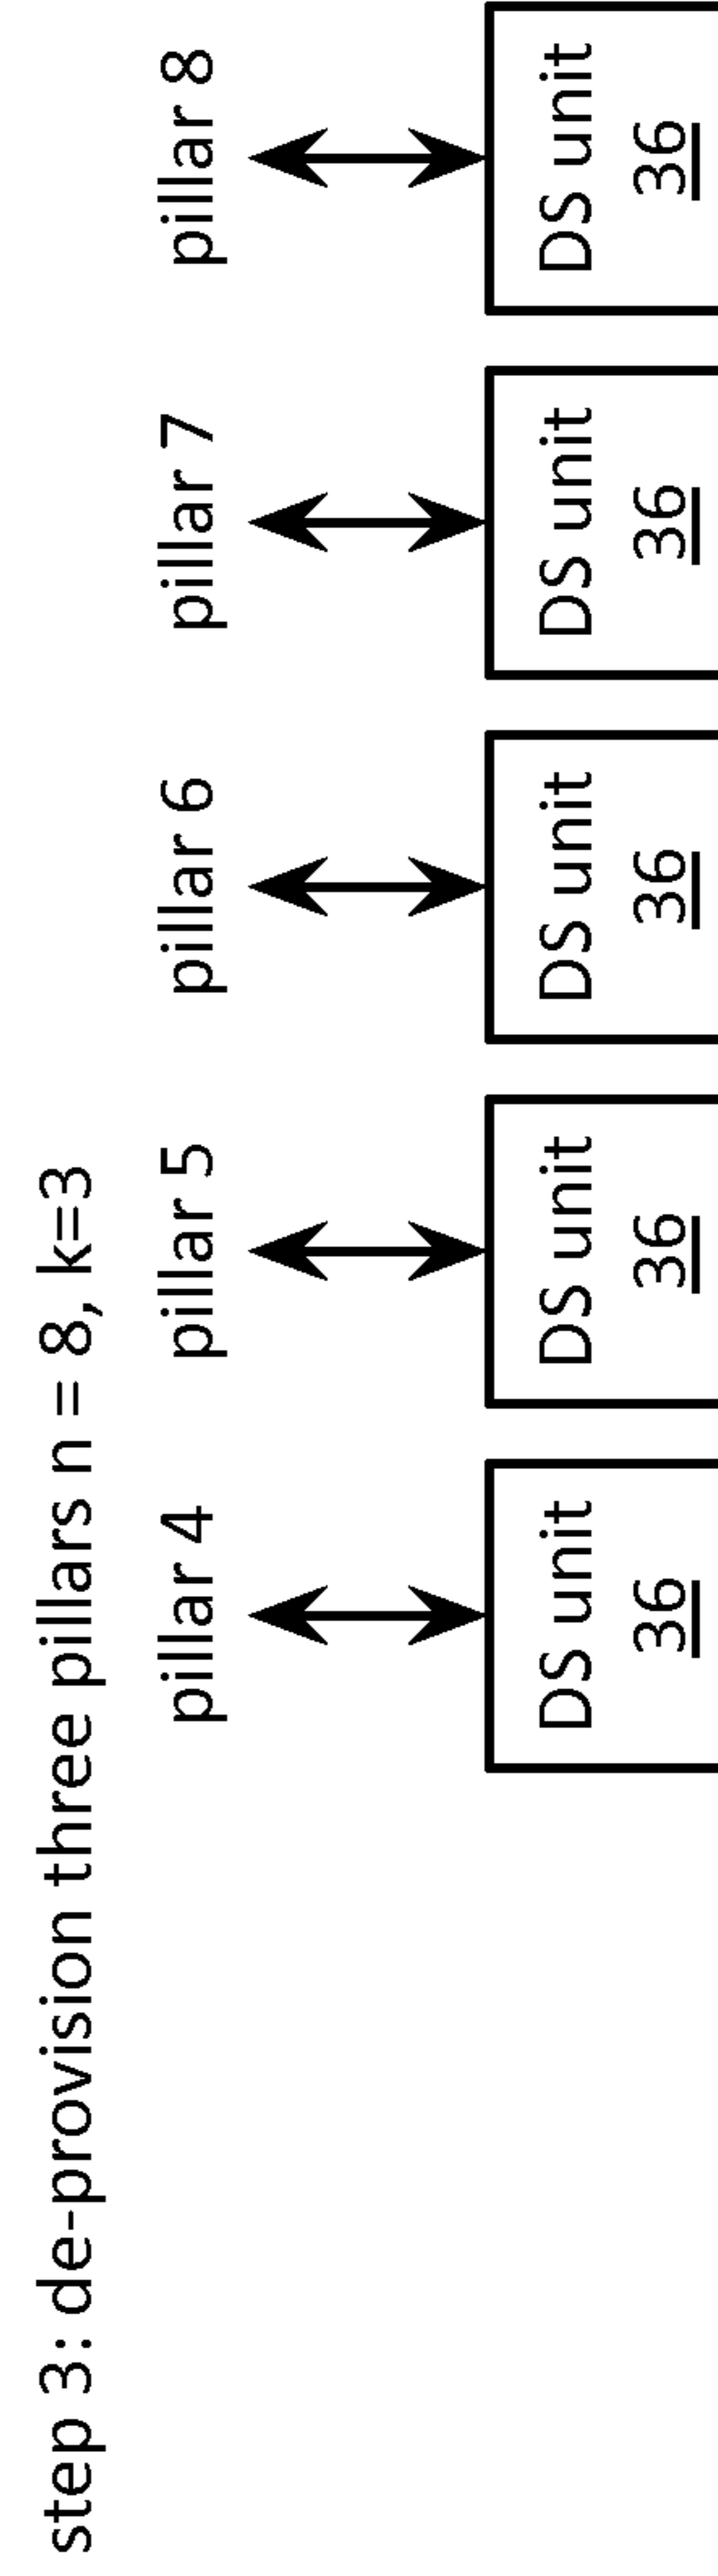 step 3: de-provision three pillars n = 8, k=3
pillar 4 pillar 5 pillar 6 pillar 7 pillar 8
DS unit DS unit DS unit DS unit DS unit
36 36 36 36 36